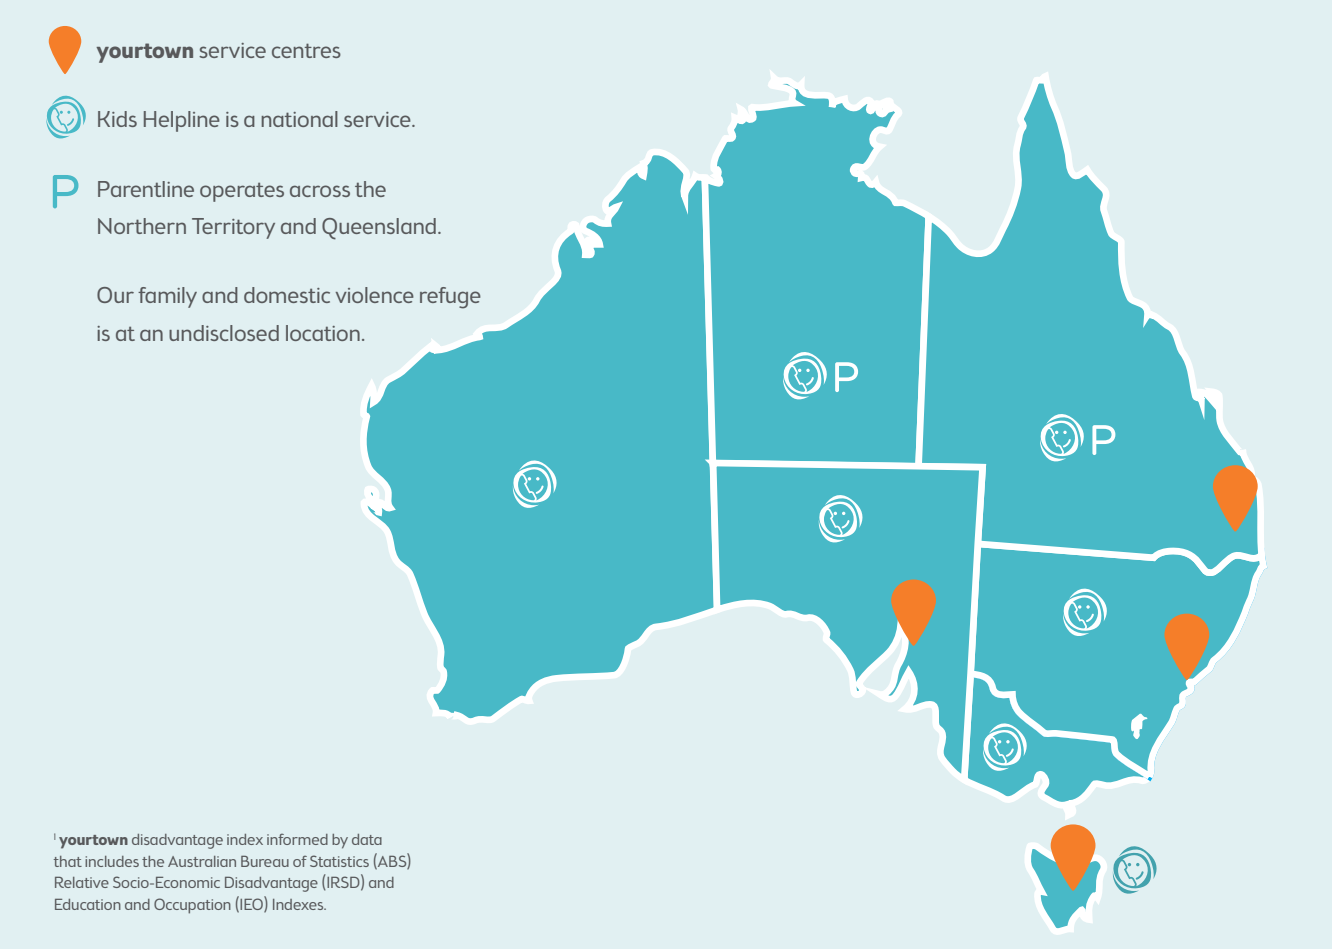 yourtown service centres
Kids Helpline is a national service.
P Parentline operates across the
Northern Territory and Queensland.
Our family and domestic violence refuge
is at an undisclosed location.
P
P
1 yourtown disadvantage index informed by data
that includes the Australian Bureau of Statistics (ABS)
Relative Socio-Economic Disadvantage (IRSD) and
Education and Occupation (IEO) Indexes.